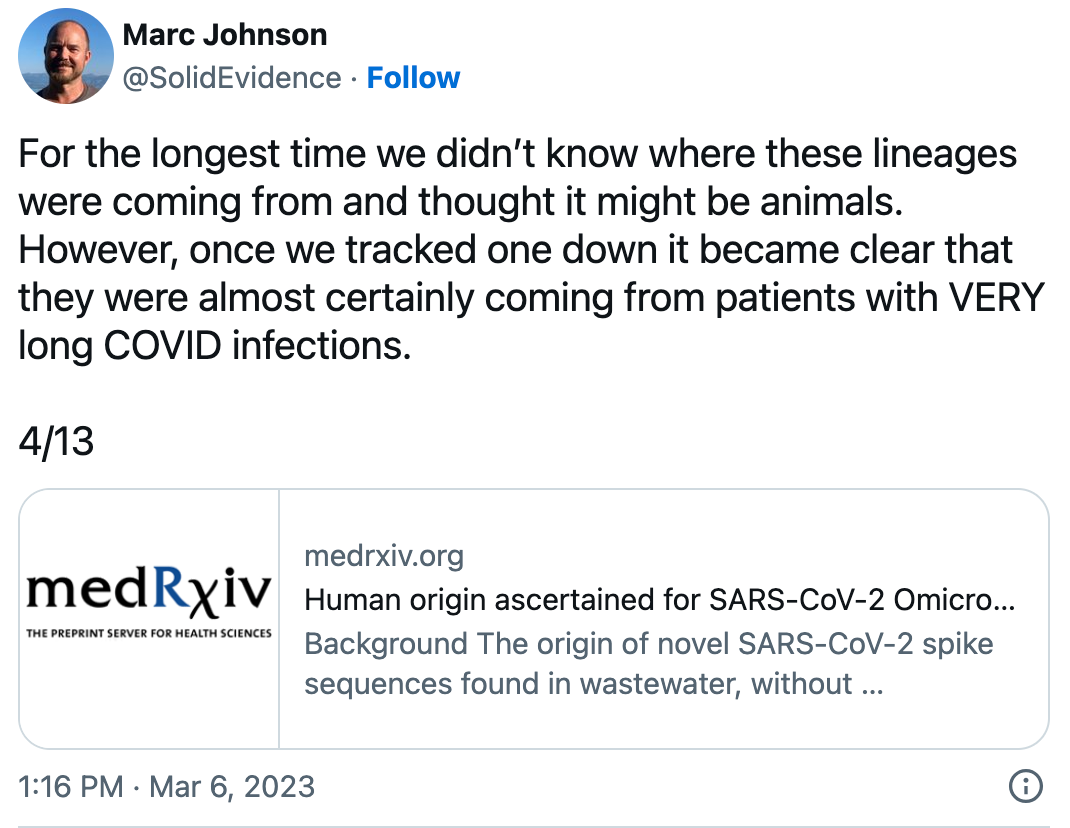 Marc Johnson
@SolidEvidence · Follow
For the longest time we didn’t know where these lineages
were coming from and thought it might be animals.
However, once we tracked one down it became clear that
they were almost certainly coming from patients with VERY
long COVID infections.
4/13
medRxiv
THE PREPRINT SERVER FOR HEALTH SCIENCES
medrxiv.org
Human origin ascertained for SARS-CoV-2 Omicro...
Background The origin of novel SARS-CoV-2 spike
sequences found in wastewater, without ...
1:16 PM · Mar 6, 2023